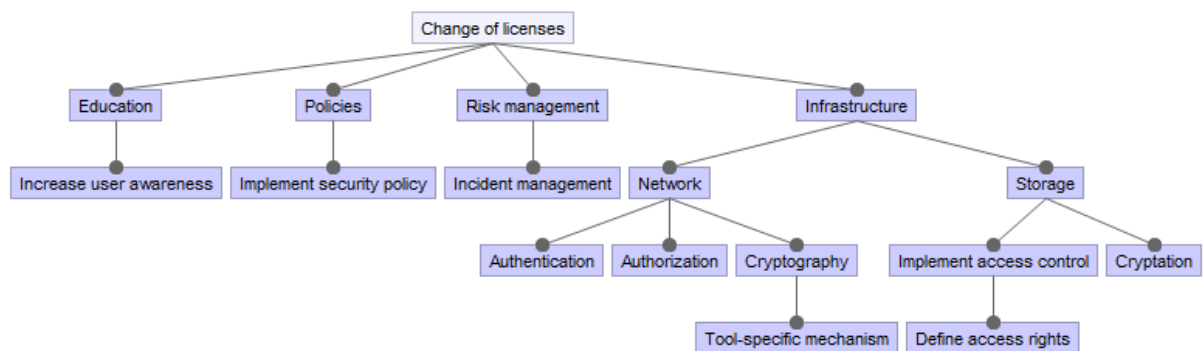 Change of licenses
Education
Policies
Risk management
Infrastructure
Increase user awareness
Implement security policy
Incident management
Network
Storage
Authentication
Authorization
Cryptography
Implement access control
Cryptation
Tool-specific mechanism
Define access rights